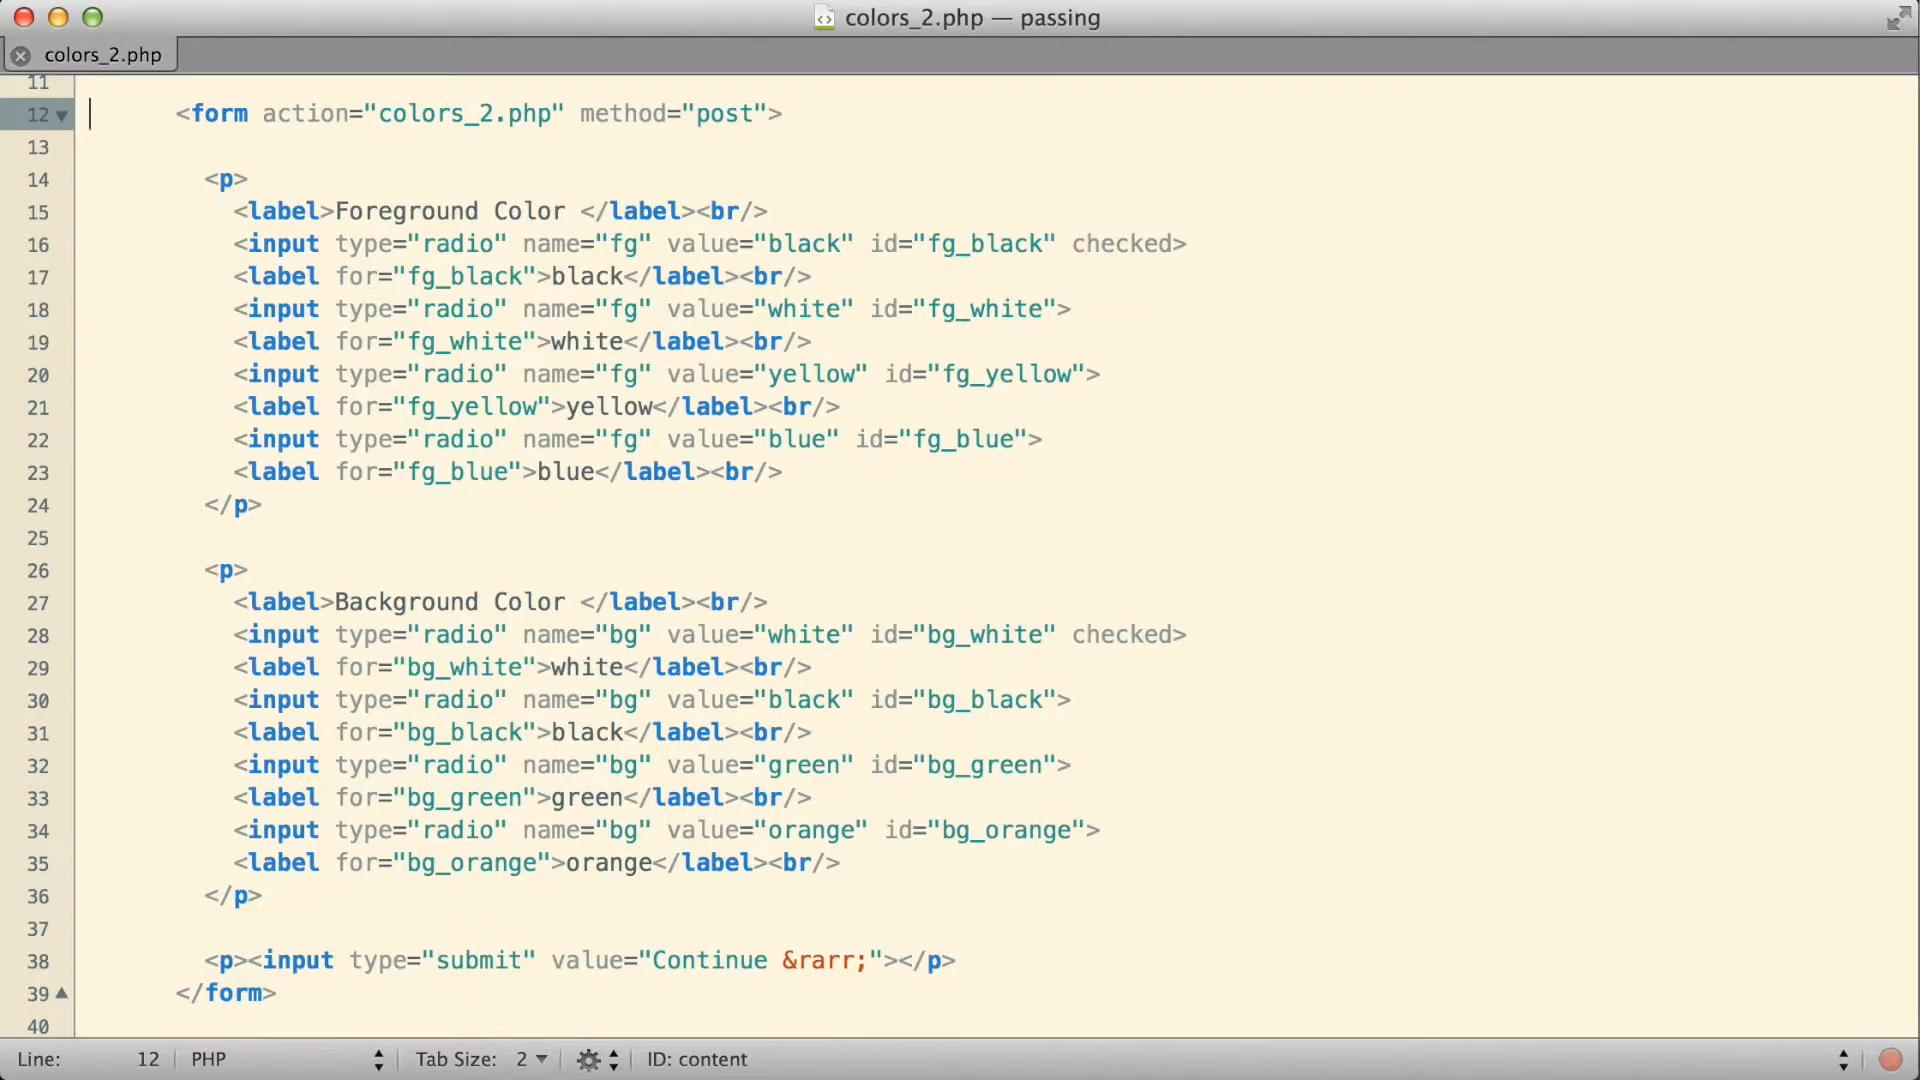 colors_2.php — passing
colors_2.php
11
12 <form action="colors_2.php" method="post">
13
14 <p>
15 <label>Foreground Color </label><br/>
16 <input type="radio" name="fg" value="black" id="fg_black" checked>
17 <label for="fg_black">black</label><br/>
18 <input type="radio" name="fg" value="white" id="fg_white">
19 <label for="fg_white">white</label><br/>
20 <input type="radio" name="fg" value="yellow" id="fg_yellow">
21 <label for="fg_yellow">yellow</label><br/>
22 <input type="radio" name="fg" value="blue" id="fg_blue">
23 <label for="fg_blue">blue</label><br/>
24 </p>
25
26 <p>
27 <label>Background Color </label><br/>
28 <input type="radio" name="bg" value="white" id="bg_white" checked>
29 <label for="bg_white">white</label><br/>
30 <input type="radio" name="bg" value="black" id="bg_black">
31 <label for="bg_black">black</label><br/>
32 <input type="radio" name="bg" value="green" id="bg_green">
33 <label for="bg_green">green</label><br/>
34 <input type="radio" name="bg" value="orange" id="bg_orange">
35 <label for="bg_orange">orange</label><br/>
36 </p>
37
38 <p><input type="submit" value="Continue &rarr;"></p>
39 </form>
40
Line: 12 PHP Tab Size: 2 ID: content